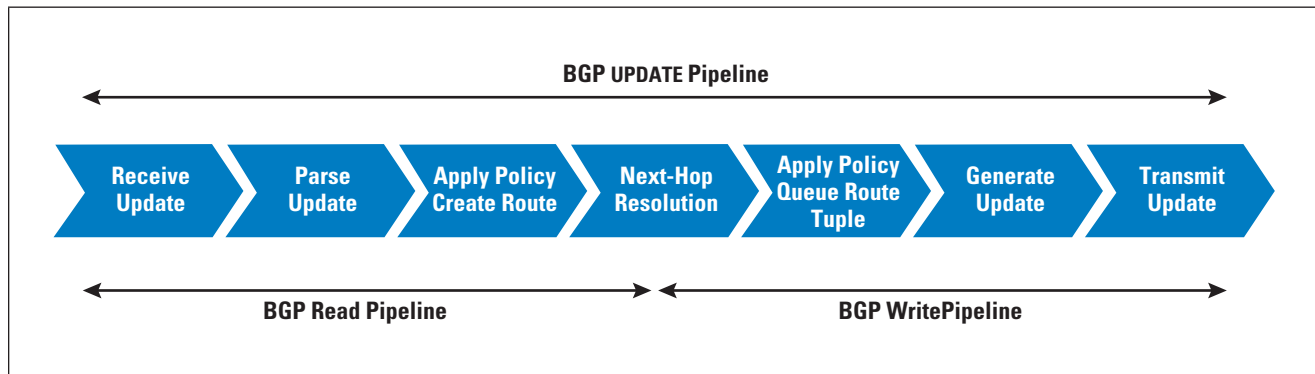 BGP UPDATE Pipeline
Receive
Update
Parse
Update
Apply Policy
Create Route
Next-Hop
Resolution
Apply Policy
Queue Route
Tuple
Generate
Update
Transmit
Update
BGP Read Pipeline
BGP WritePipeline